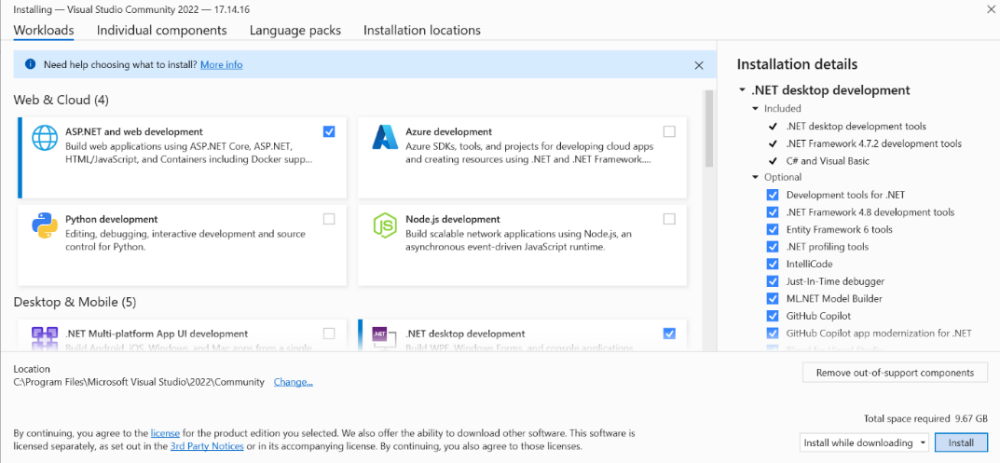 Installing — Visual Studio Community 2022 — 17.14.16
Workloads Individual components Language packs Installation locations
Need help choosing what to install? More info
Web & Cloud (4)
ASP.NET and web development
Build web applications using ASP.NET Core, ASP.NET,
HTML/JavaScript, and Containers including Docker supp...
Azure development
Azure SDKs, tools, and projects for developing cloud apps
and creating resources using .NET and .NET Framework....
Python development
Editing, debugging, interactive development and source
control for Python.
Node.js development
Build scalable network applications using Node.js, an
asynchronous event-driven JavaScript runtime.
Desktop & Mobile (5)
.NET Multi-platform App UI development
Build Android, iOS, Windows, and Mac apps from a single
.NET
.NET desktop development
Build WPF, Windows Forms, and console applications
Installation details
.NET desktop development
Included
.NET desktop development tools
.NET Framework 4.7.2 development tools
C# and Visual Basic
Optional
Development tools for .NET
.NET Framework 4.8 development tools
Entity Framework 6 tools
.NET profiling tools
IntelliCode
Just-In-Time debugger
ML.NET Model Builder
GitHub Copilot
GitHub Copilot app modernization for .NET
Blend for Visual Studio
Location
C:\Program Files\Microsoft Visual Studio\2022\Community Change...
Remove out-of-support components
Total space required 9.67 GB
By continuing, you agree to the license for the product edition you selected. We also offer the ability to download other software. This software is
licensed separately, as set out in the 3rd Party Notices or in its accompanying license. By continuing, you also agree to those licenses.
Install while downloading
Install